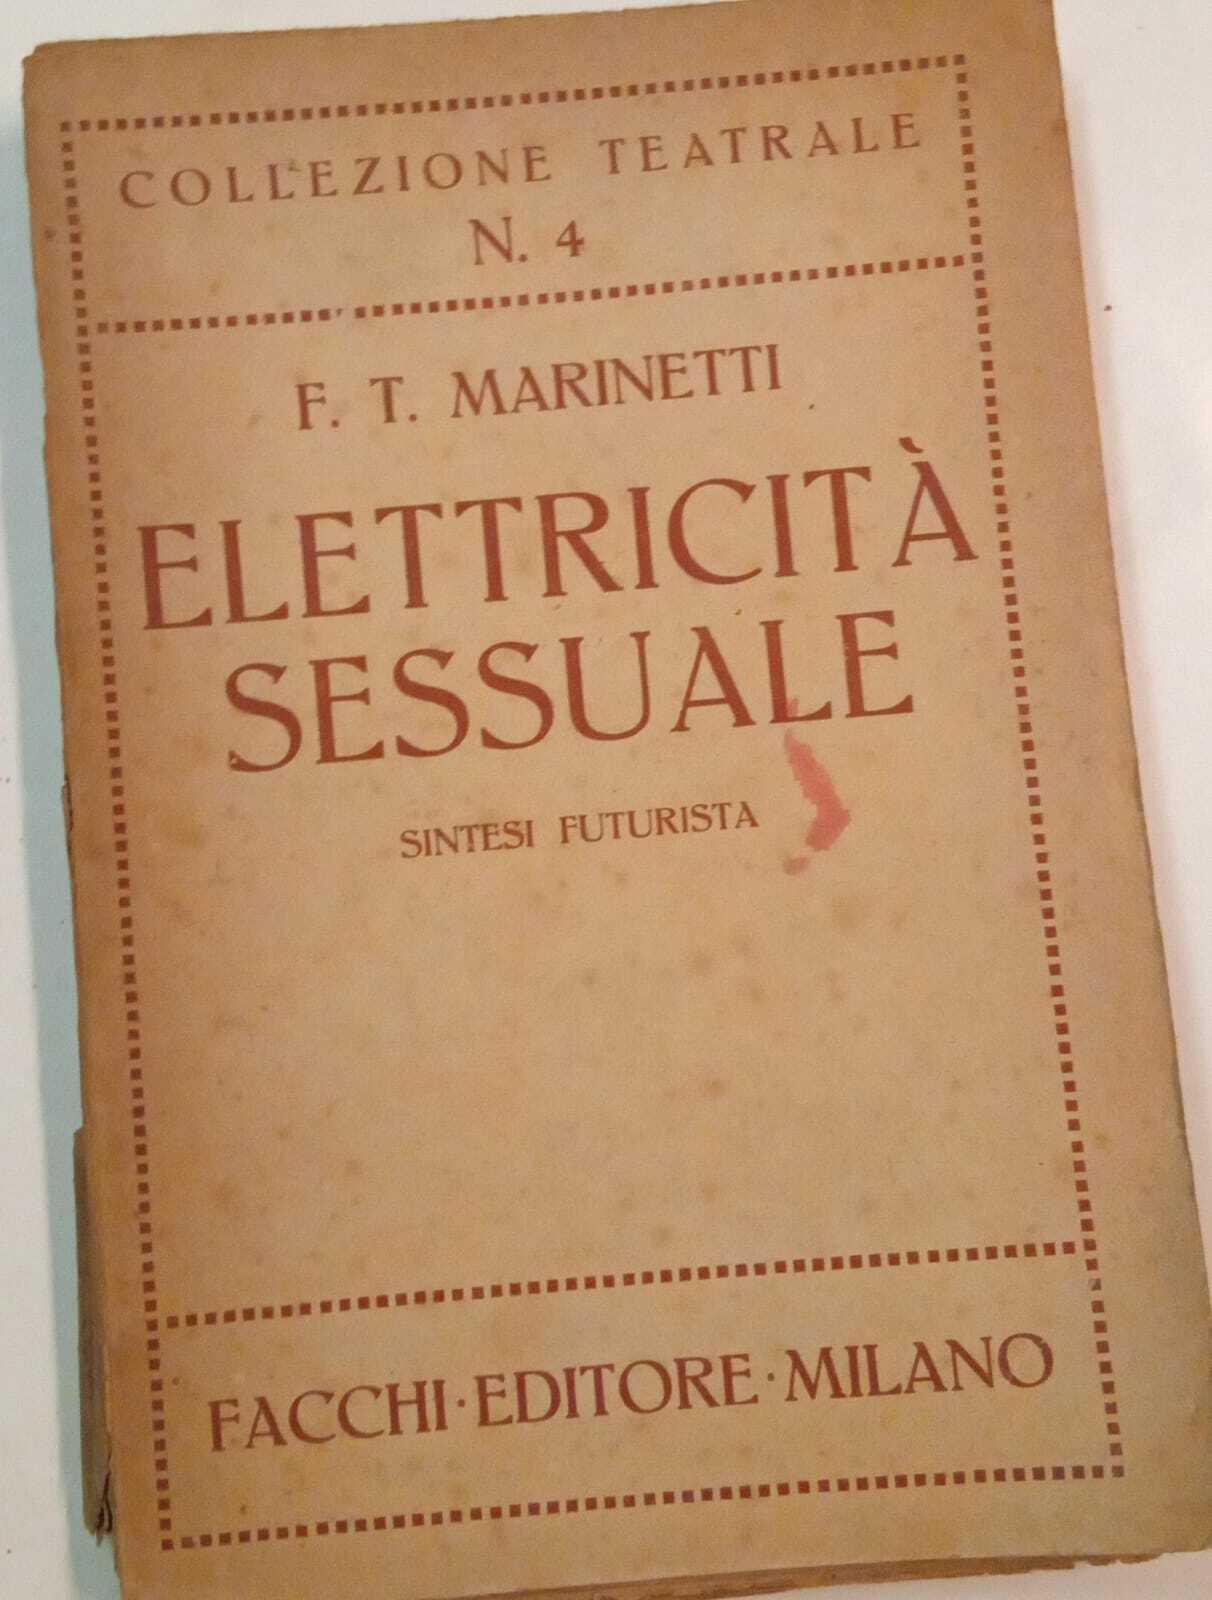 COLLEZIONE TEATRALE
N. 4
F. T. MARINETTI
ELETTRICITÀ
SESSUALE
SINTESI FUTURISTA
FACCHI · EDITORE · MILANO